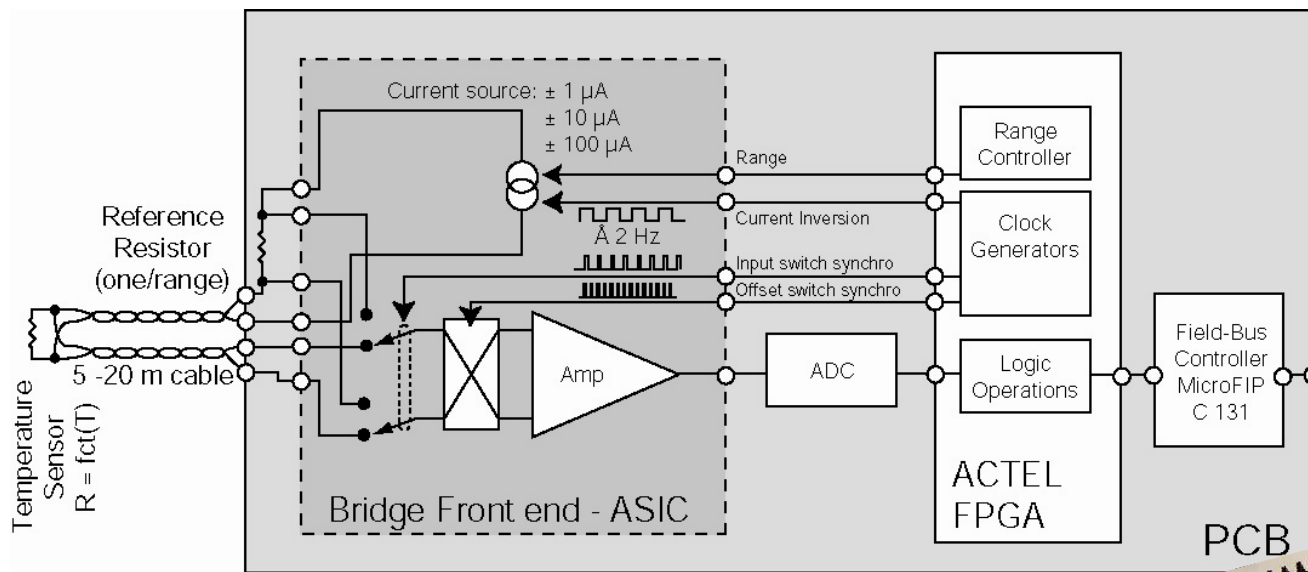 Current source: ± 1 µA
± 10 µA
± 100 µA
Range
Controller
Range
Reference
Resistor
(one/range)
Current Inversion
Å 2 Hz
Clock
Generators
Input switch synchro
Offset switch synchro
5 -20 m cable
Temperature
Sensor
R = fct(T)
Amp
ADC
Logic
Operations
Field-Bus
Controller
MicroFIP
C 131
Bridge Front end - ASIC
ACTEL
FPGA
PCB